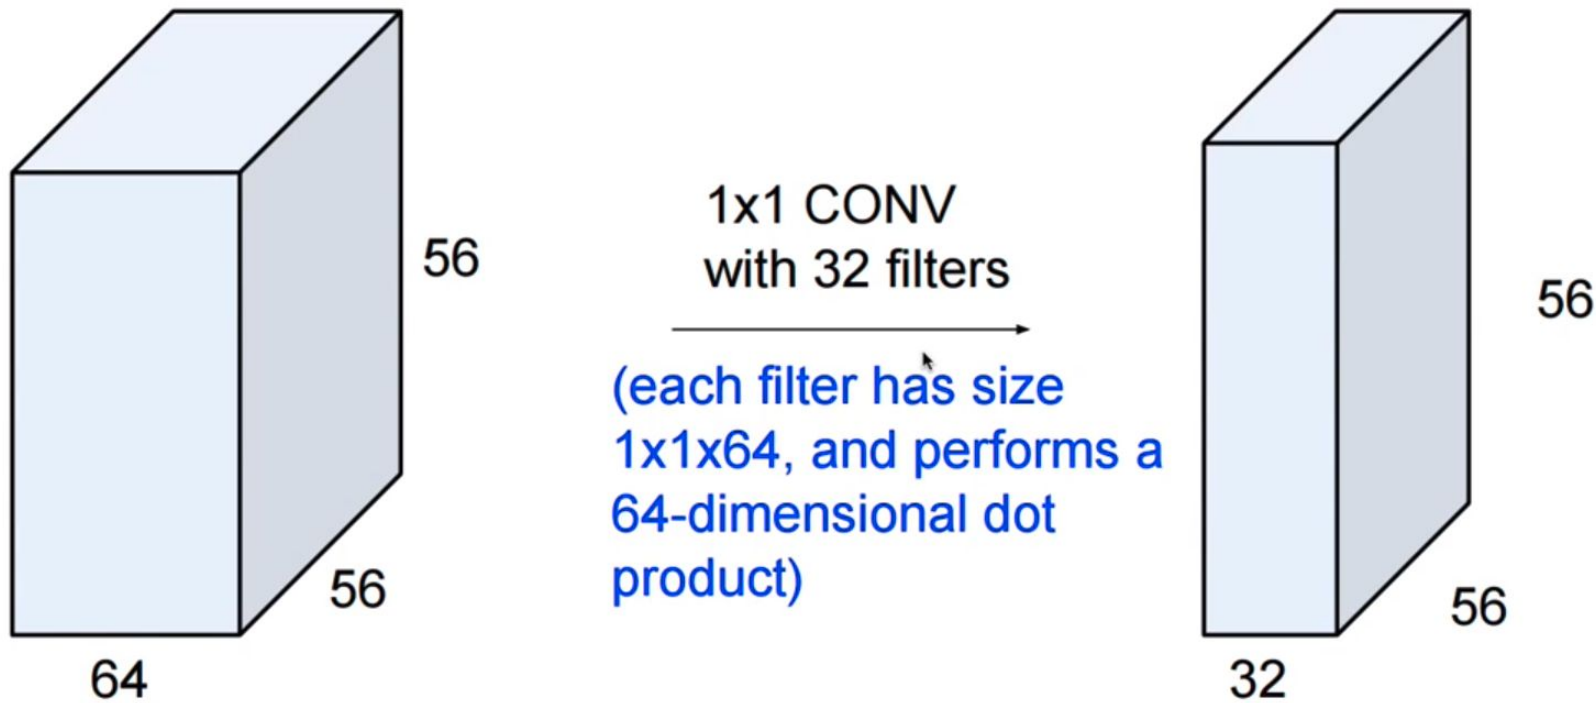 56
56
64
1x1 CONV
with 32 filters
(each filter has size
1x1x64, and performs a
64-dimensional dot
product)
56
56
32